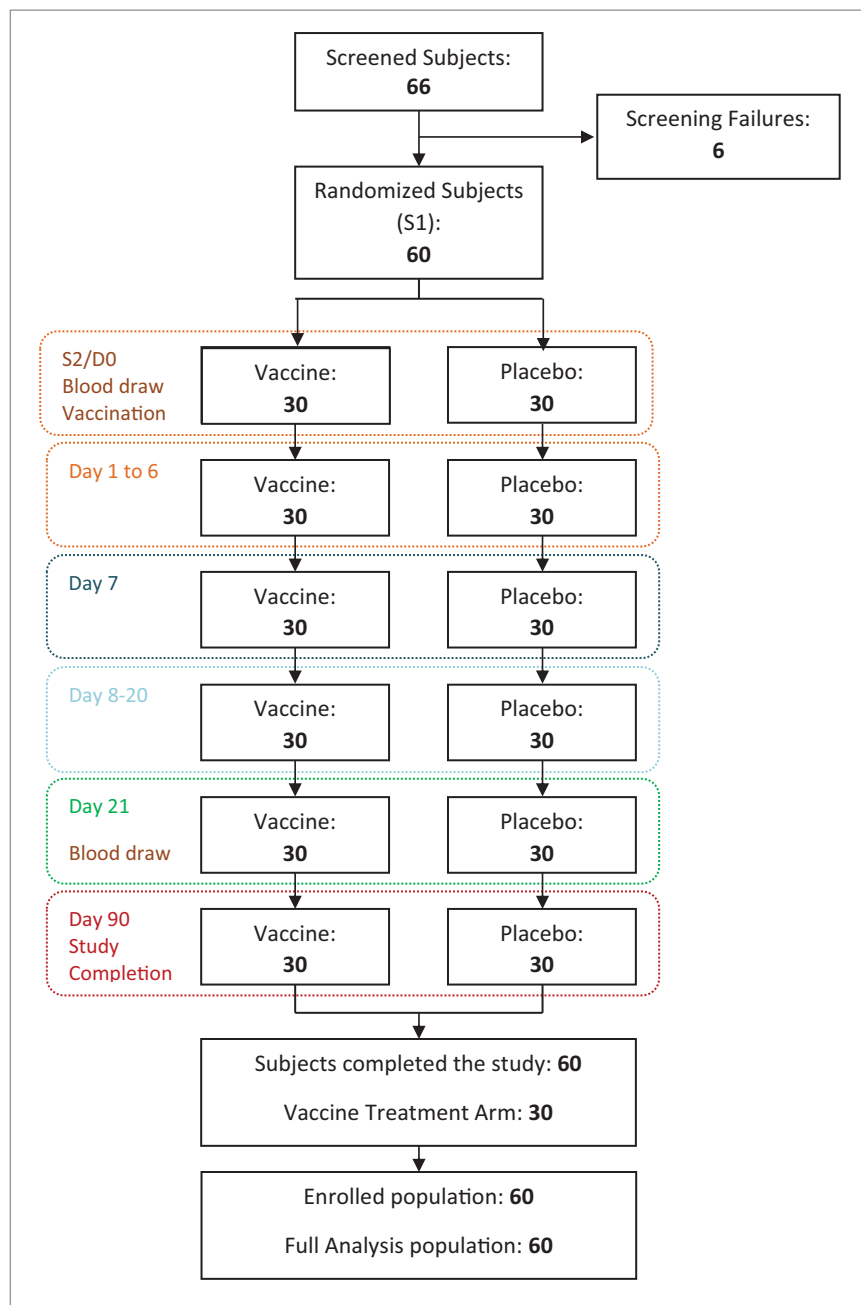 Screened Subjects:
66
Screening Failures:
6
Randomized Subjects
(S1):
60
S2/D0
Blood draw
Vaccination
Vaccine:
30
Placebo:
30
Day 1 to 6
Vaccine:
30
Placebo:
30
Day 7
Vaccine:
30
Placebo:
30
Day 8-20
Vaccine:
30
Placebo:
30
Day 21
Blood draw
Vaccine:
30
Placebo:
30
Day 90
Study
Completion
Vaccine:
30
Placebo:
30
Subjects completed the study: 60
Vaccine Treatment Arm: 30
Enrolled population: 60
Full Analysis population: 60